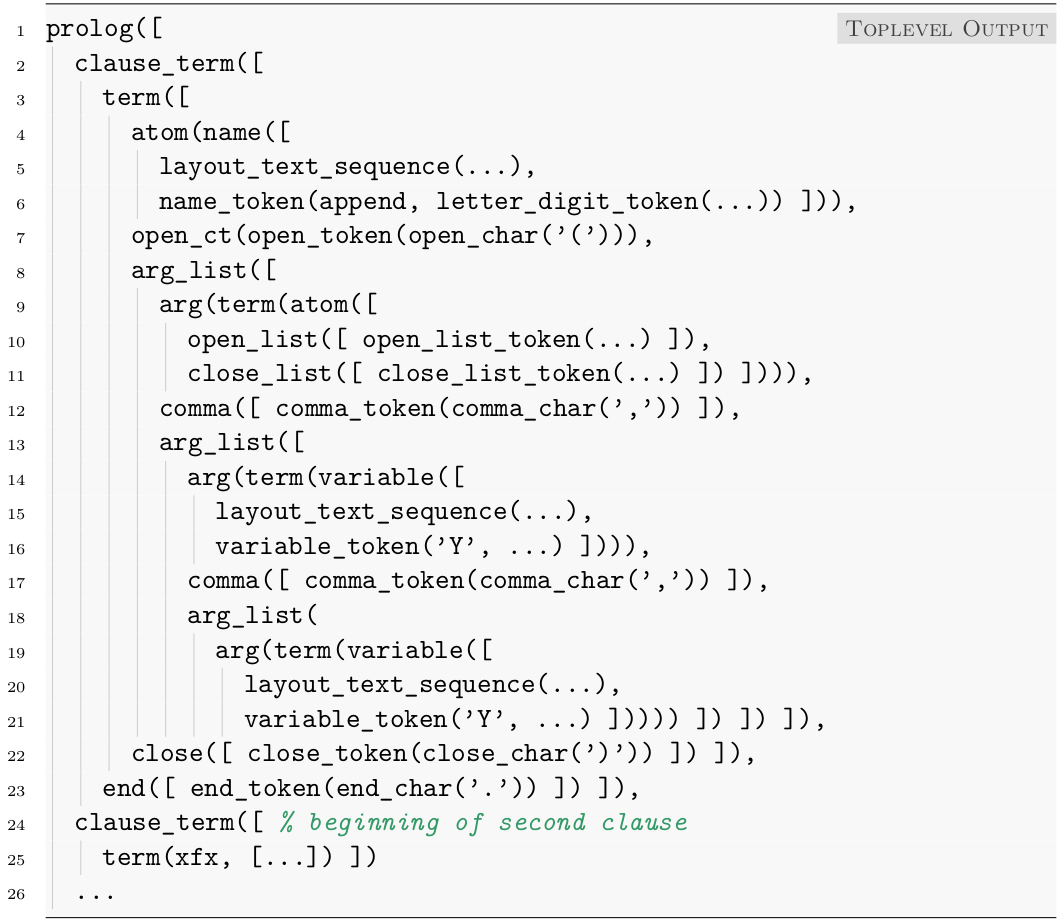 TOPLEVEL OUTPUT
1 prolog([
2   clause_term([
3     term([
4       atom(name([
5         layout_text_sequence(...),
6         name_token(append, letter_digit_token(...)) ])),
7       open_ct(open_token(open_char('('))),
8       arg_list([
9         arg(term(atom([
10           open_list([ open_list_token(...) ]),
11           close_list([ close_list_token(...) ]) ]))),
12         comma([ comma_token(comma_char(',')) ]),
13         arg_list([
14           arg(term(variable([
15             layout_text_sequence(...),
16             variable_token('Y', ...) ]))),
17           comma([ comma_token(comma_char(',')) ]),
18           arg_list(
19             arg(term(variable([
20               layout_text_sequence(...),
21               variable_token('Y', ...) ])))) ]) ]) ]),
22       close([ close_token(close_char(')')) ]) ]),
23     end([ end_token(end_char('.')) ]) ]),
24   clause_term([ % beginning of second clause
25     term(xfx, [...]) ])
26   ...